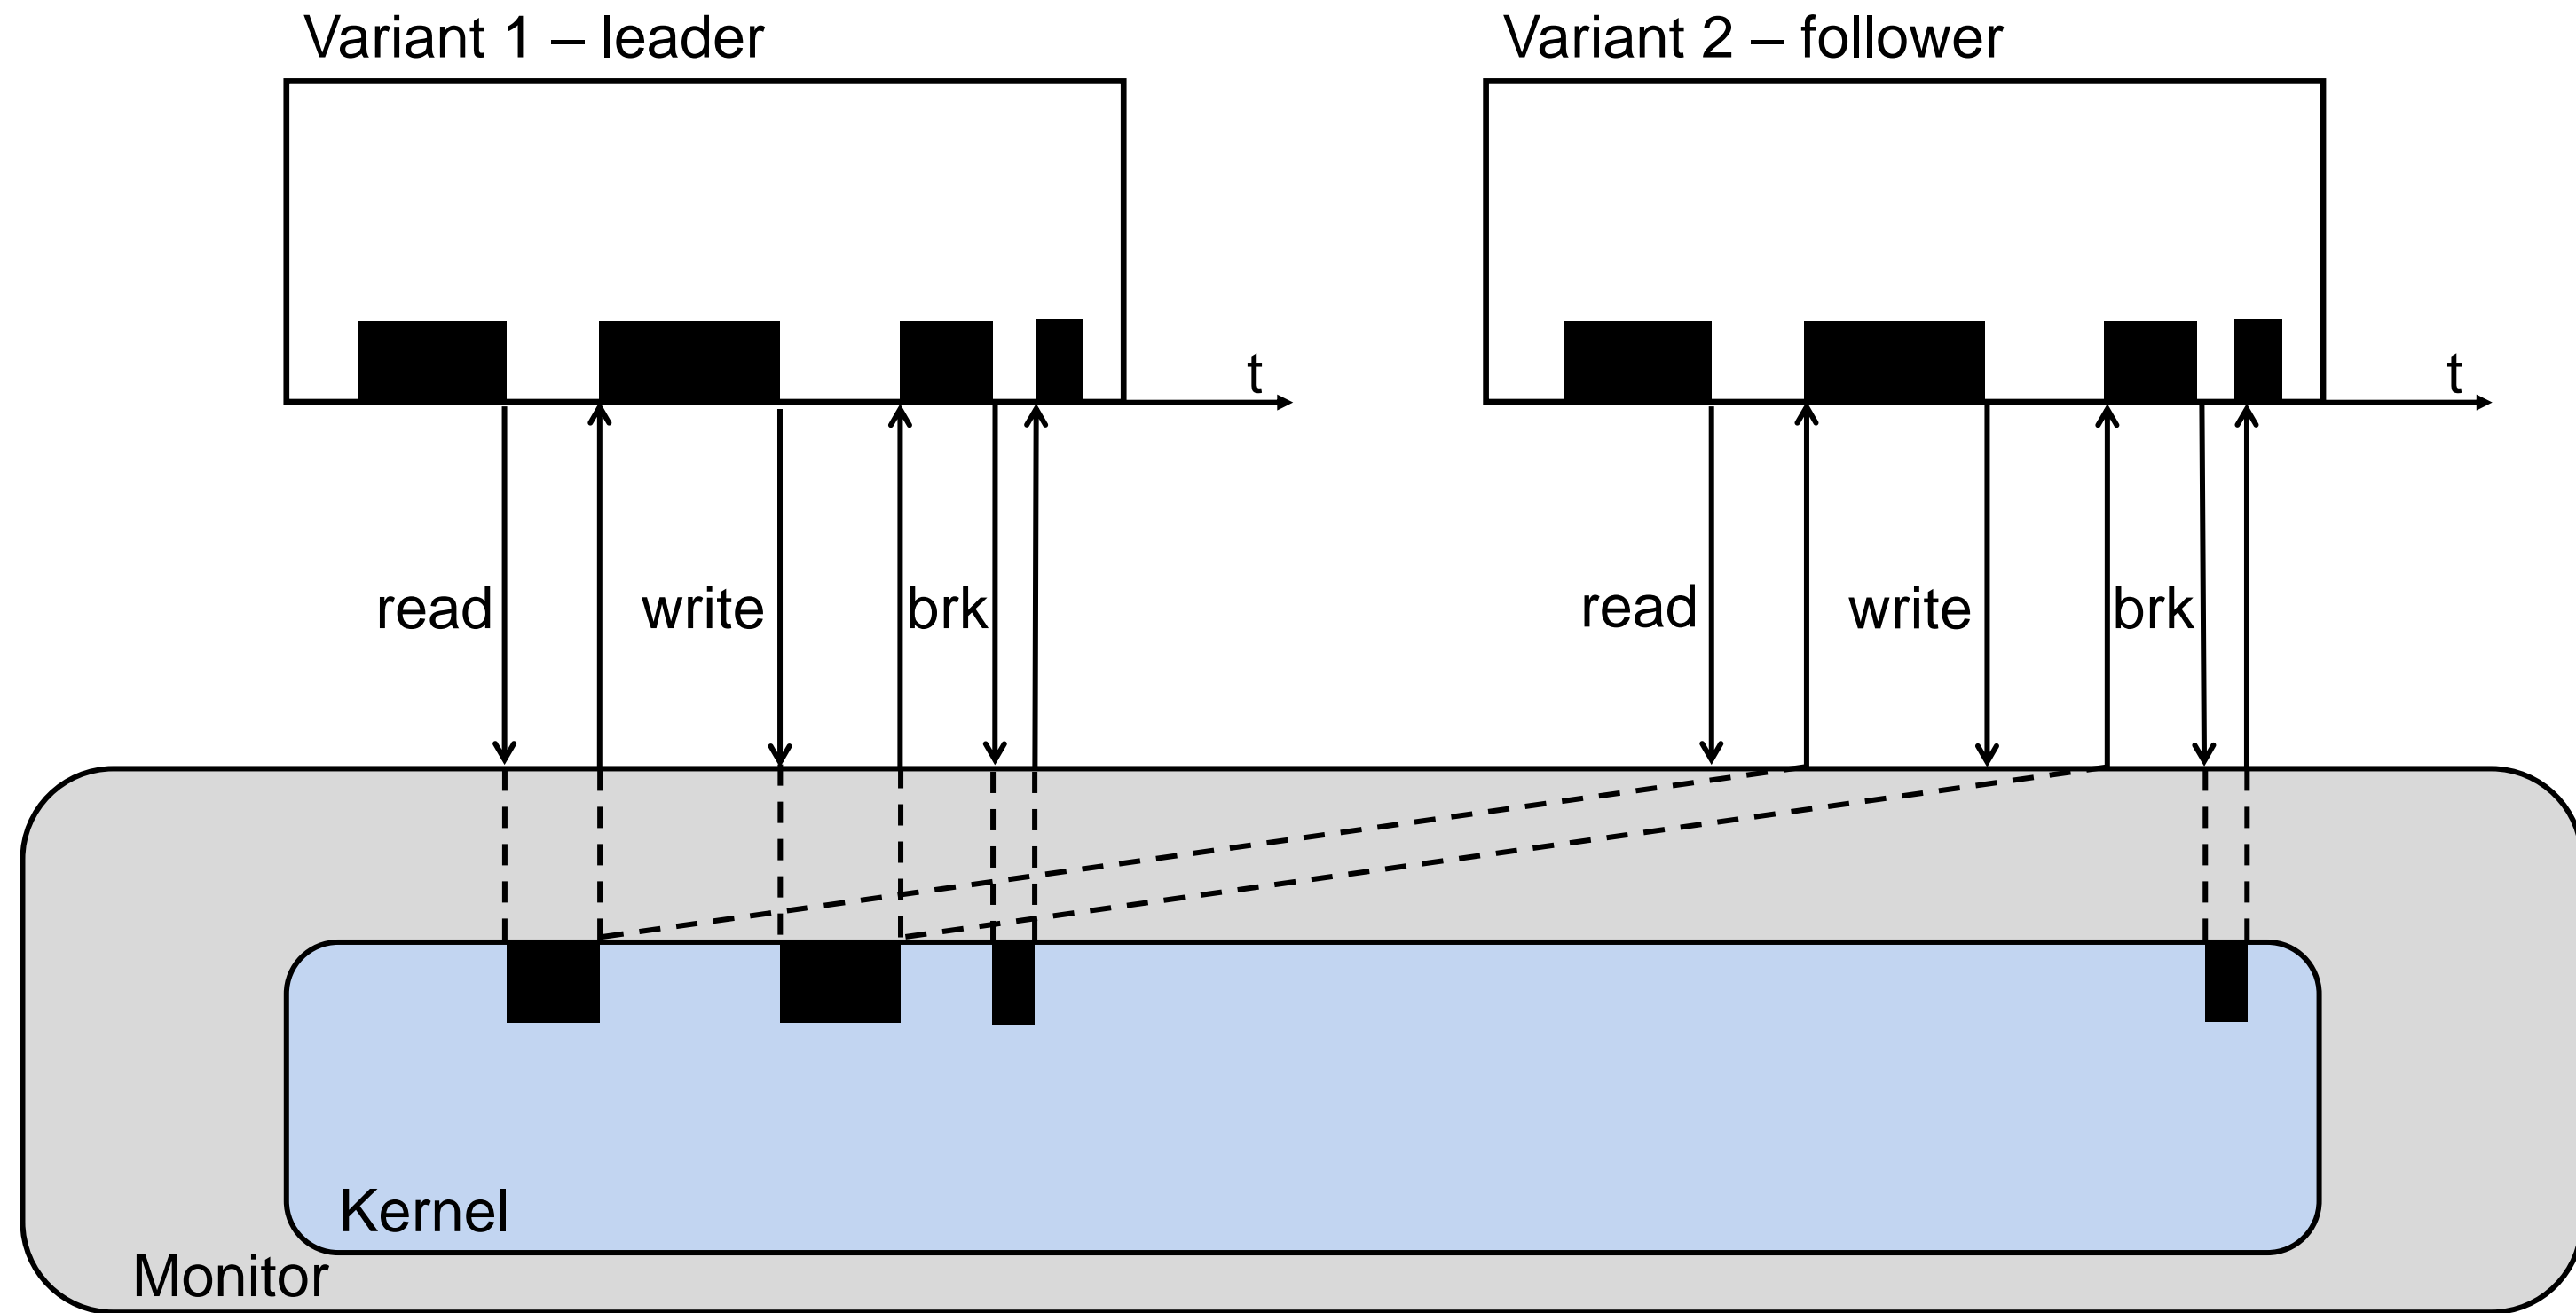 Variant 1 – leader
Variant 2 – follower
t
t
read
write
brk
read
write
brk
Kernel
Monitor